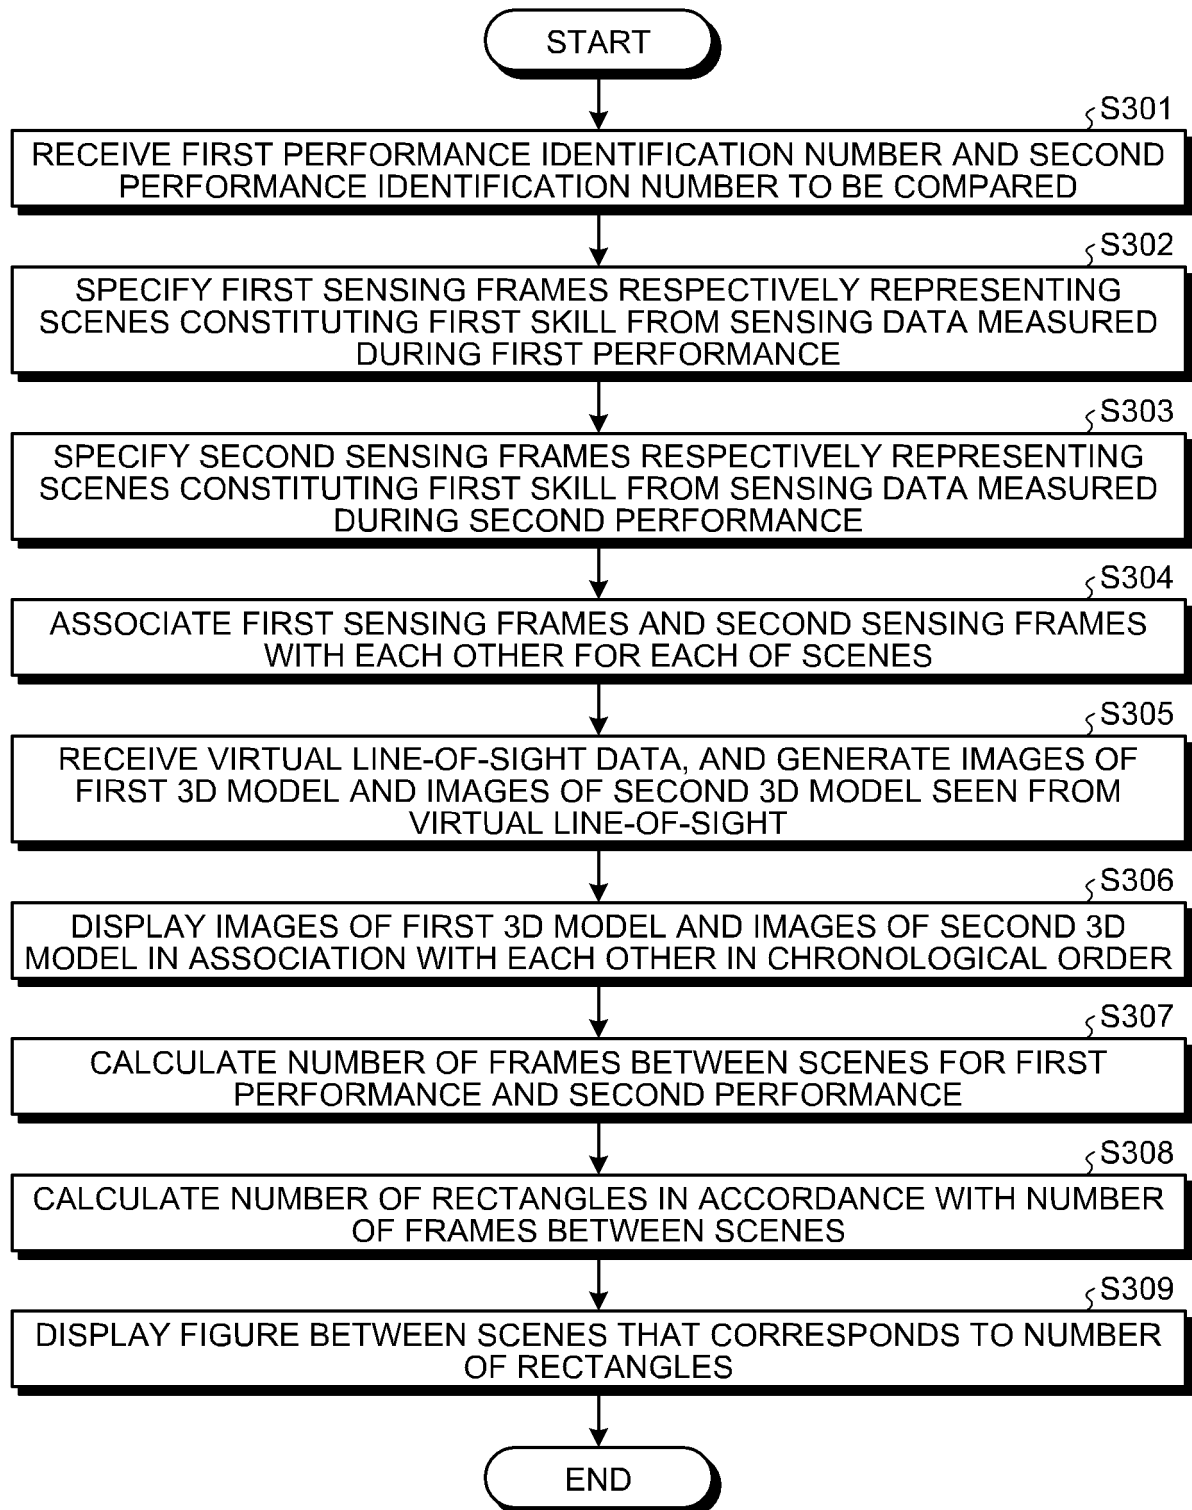 START
S301
RECEIVE FIRST PERFORMANCE IDENTIFICATION NUMBER AND SECOND
PERFORMANCE IDENTIFICATION NUMBER TO BE COMPARED
S302
SPECIFY FIRST SENSING FRAMES RESPECTIVELY REPRESENTING
SCENES CONSTITUTING FIRST SKILL FROM SENSING DATA MEASURED
DURING FIRST PERFORMANCE
S303
SPECIFY SECOND SENSING FRAMES RESPECTIVELY REPRESENTING
SCENES CONSTITUTING FIRST SKILL FROM SENSING DATA MEASURED
DURING SECOND PERFORMANCE
S304
ASSOCIATE FIRST SENSING FRAMES AND SECOND SENSING FRAMES
WITH EACH OTHER FOR EACH OF SCENES
S305
RECEIVE VIRTUAL LINE-OF-SIGHT DATA, AND GENERATE IMAGES OF
FIRST 3D MODEL AND IMAGES OF SECOND 3D MODEL SEEN FROM
VIRTUAL LINE-OF-SIGHT
S306
DISPLAY IMAGES OF FIRST 3D MODEL AND IMAGES OF SECOND 3D
MODEL IN ASSOCIATION WITH EACH OTHER IN CHRONOLOGICAL ORDER
S307
CALCULATE NUMBER OF FRAMES BETWEEN SCENES FOR FIRST
PERFORMANCE AND SECOND PERFORMANCE
S308
CALCULATE NUMBER OF RECTANGLES IN ACCORDANCE WITH NUMBER
OF FRAMES BETWEEN SCENES
S309
DISPLAY FIGURE BETWEEN SCENES THAT CORRESPONDS TO NUMBER
OF RECTANGLES
END